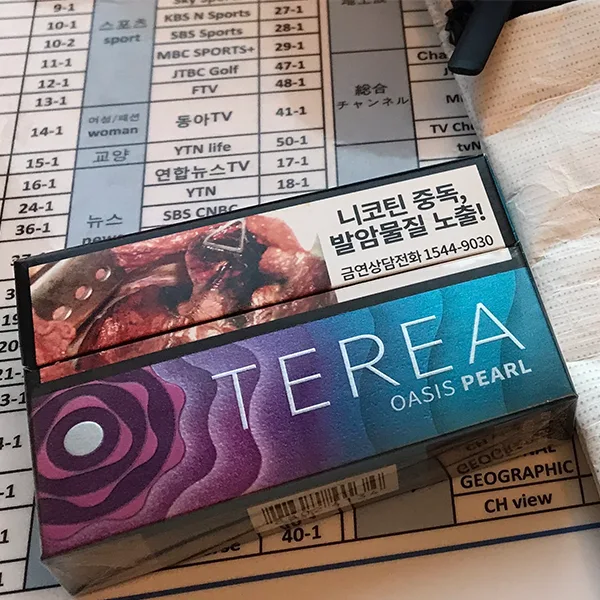 9-1
10-1
10-2
11-1
12-1
13-1
14-1
15-1
16-1
24-1
36-1
스포츠
sport
여성/패션
woman
교양
뉴스
KBS N Sports
SBS Sports
MBC SPORTS+
JTBC Golf
FTV
동아TV
YTN life
연합뉴스TV
YTN
SBS CNBC
27-1
28-1
29-1
47-1
48-1
41-1
50-1
17-1
18-1
総合
チャンネル
니코틴 중독,
발암물질 노출!
금연상담전화 1544-9030
TEREA
OASIS PEARL
GEOGRAPHIC
CH view
40-1